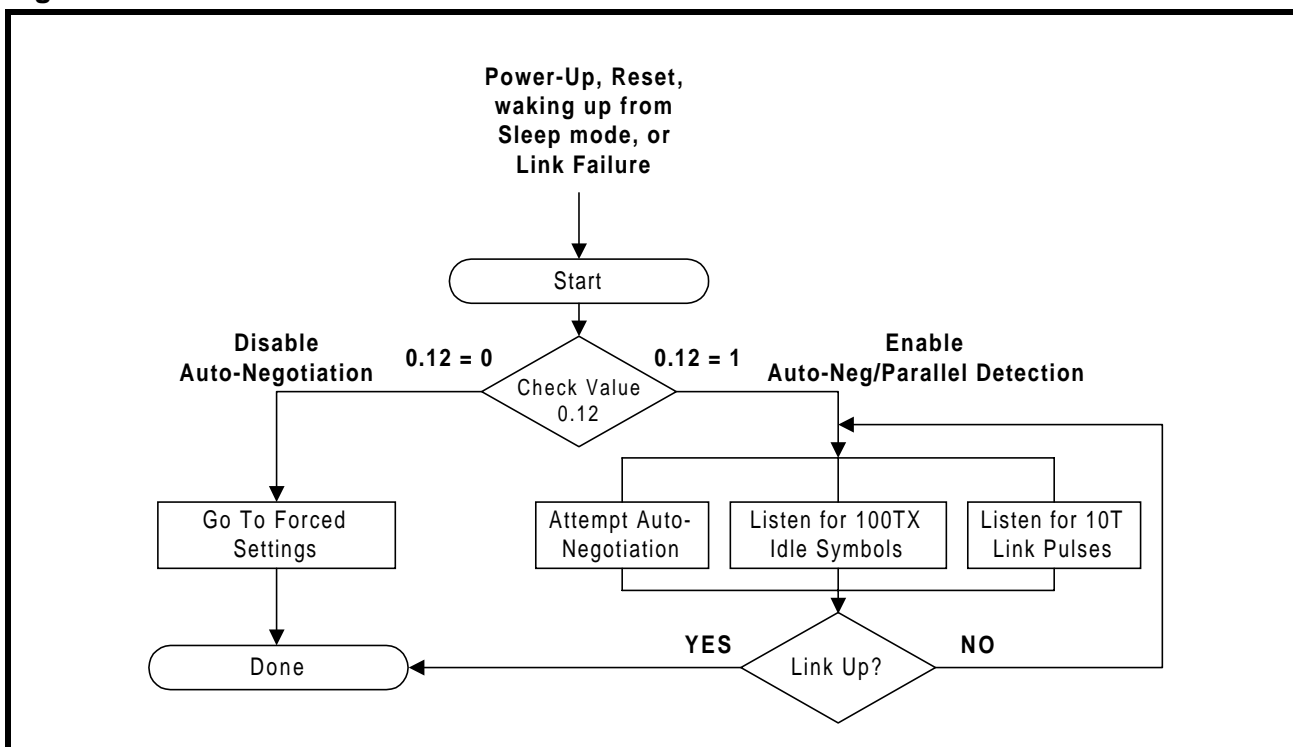 Power-Up, Reset,
waking up from
Sleep mode, or
Link Failure
Start
Disable
Auto-Negotiation
0.12 = 0
0.12 = 1
Enable
Auto-Neg/Parallel Detection
Check Value
0.12
Go To Forced
Settings
Attempt Auto-
Negotiation
Listen for 100TX
Idle Symbols
Listen for 10T
Link Pulses
YES
NO
Done
Link Up?